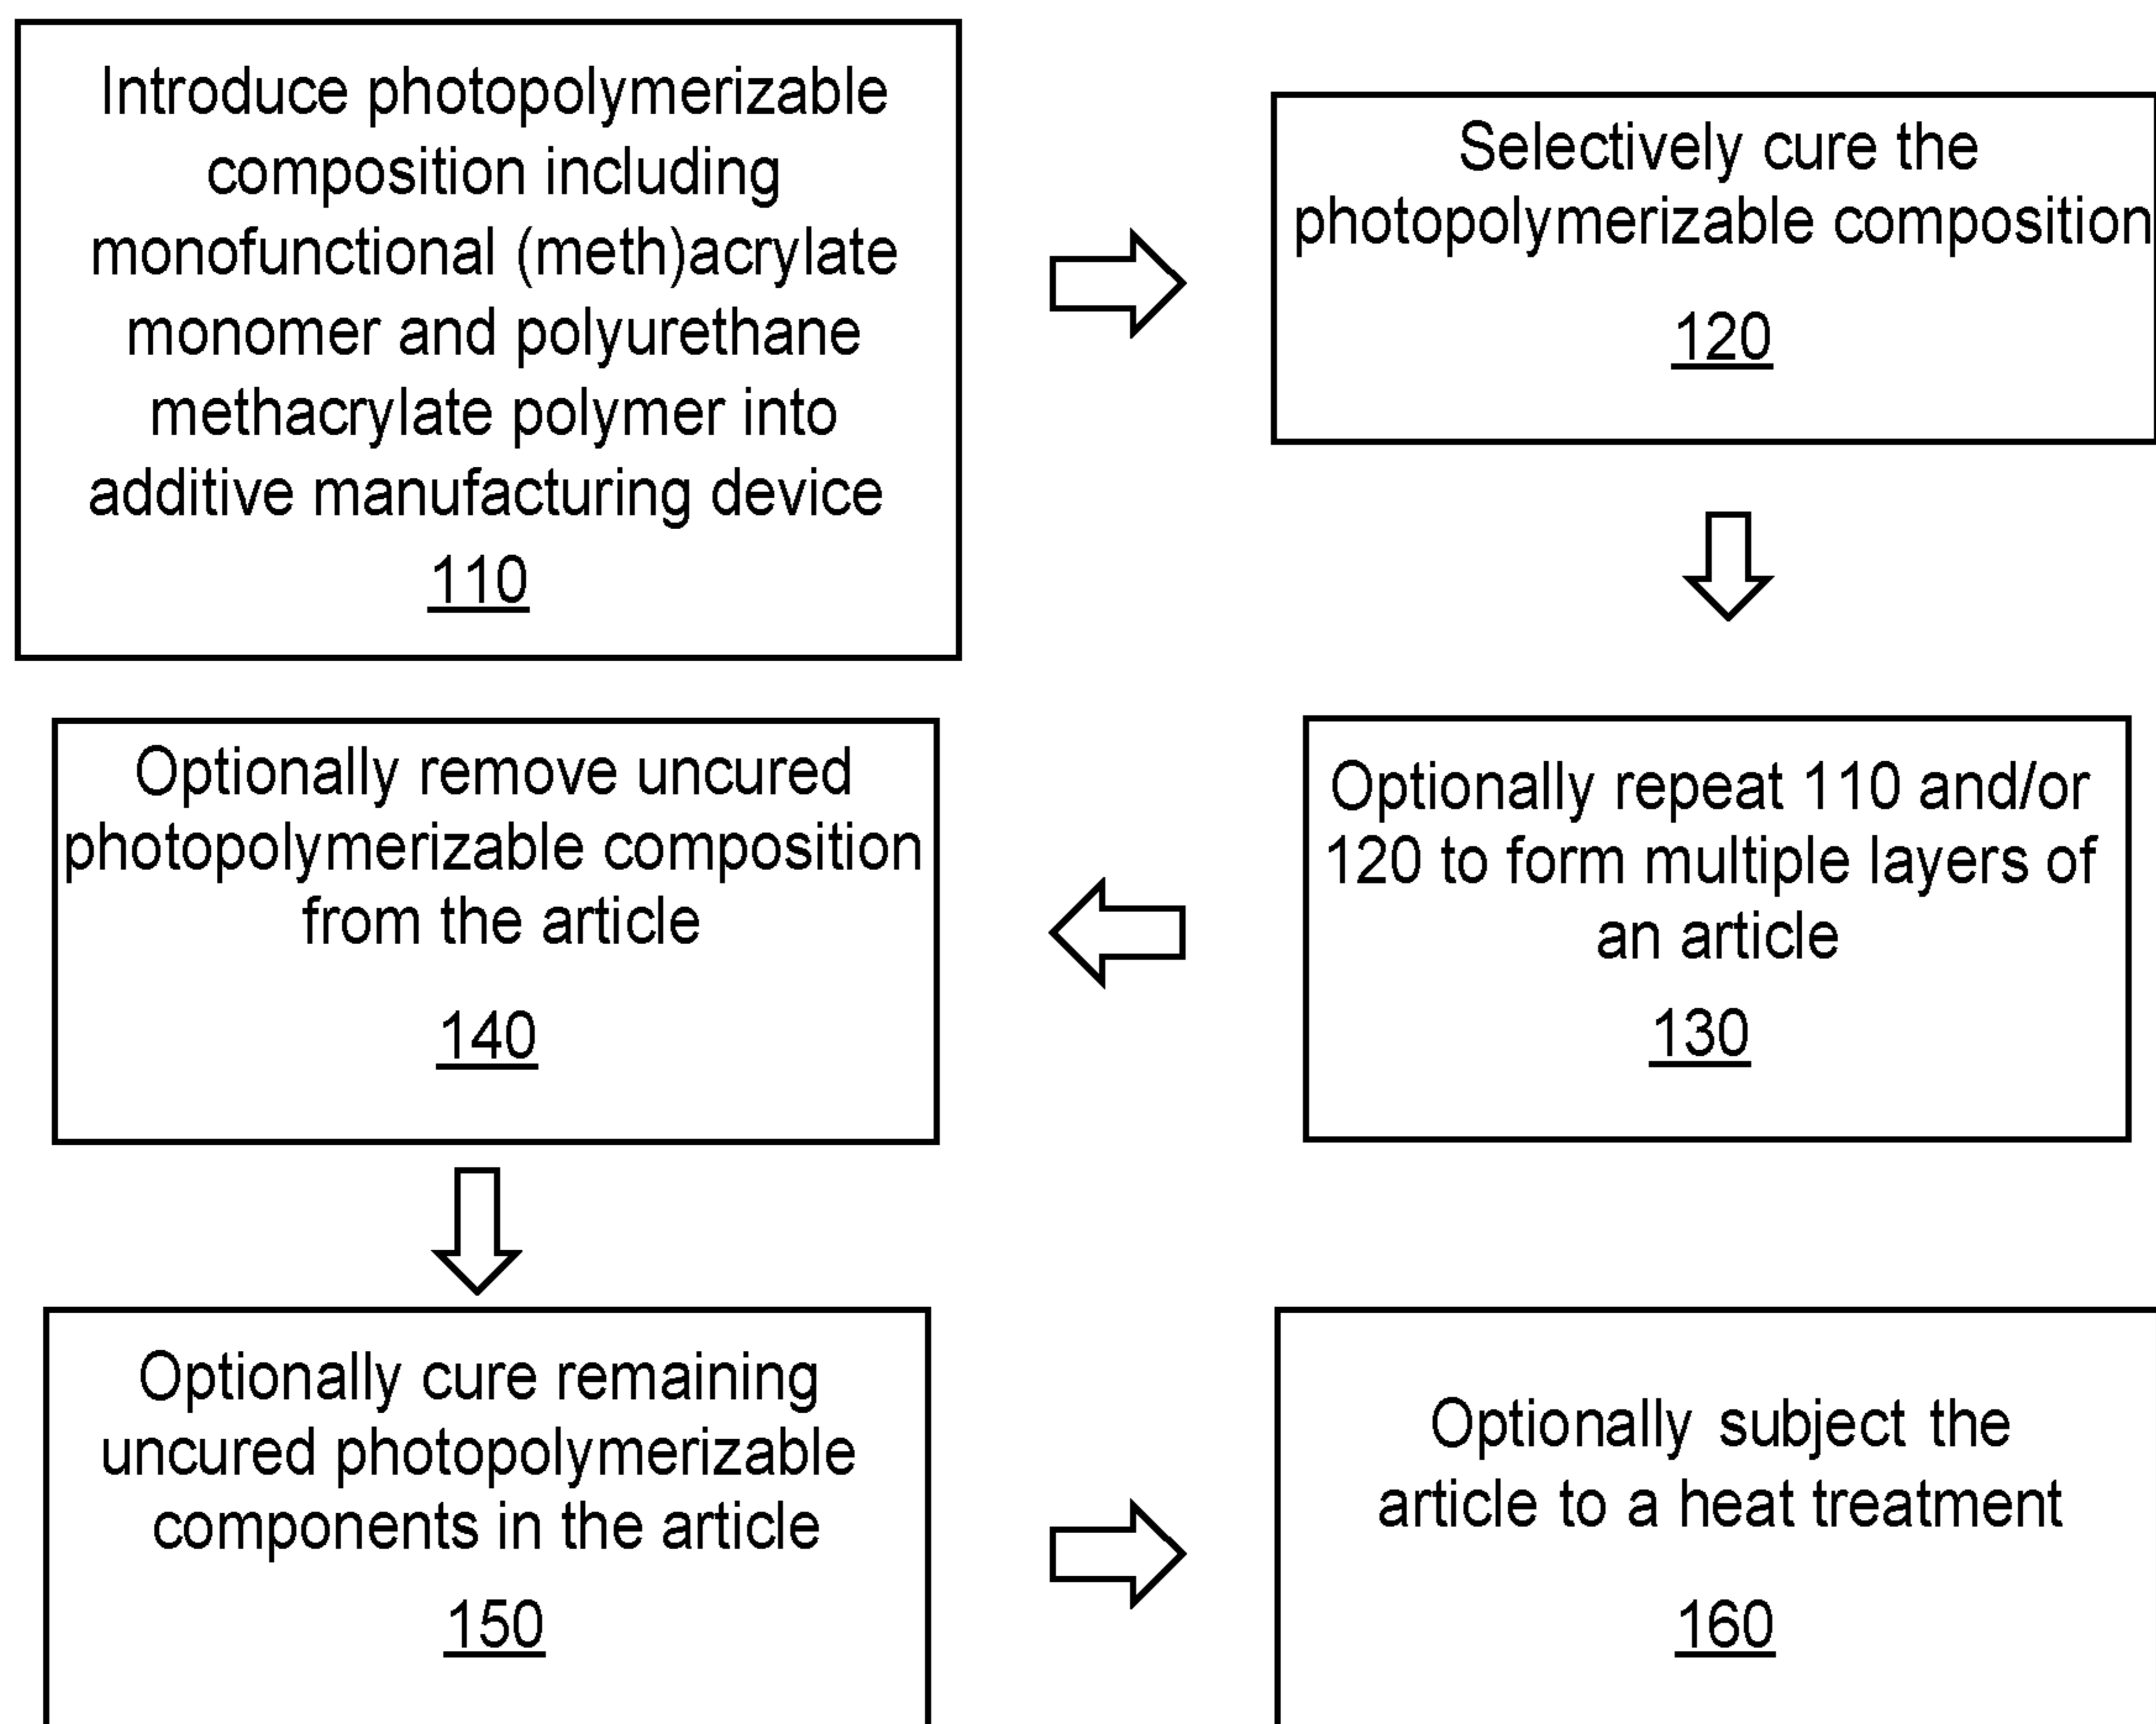 Introduce photopolymerizable
composition including
monofunctional (meth)acrylate
monomer and polyurethane
methacrylate polymer into
additive manufacturing device
110
Selectively cure the
photopolymerizable composition
120
Optionally repeat 110 and/or
120 to form multiple layers of
an article
130
Optionally remove uncured
photopolymerizable composition
from the article
140
Optionally cure remaining
uncured photopolymerizable
components in the article
150
Optionally subject the
article to a heat treatment
160